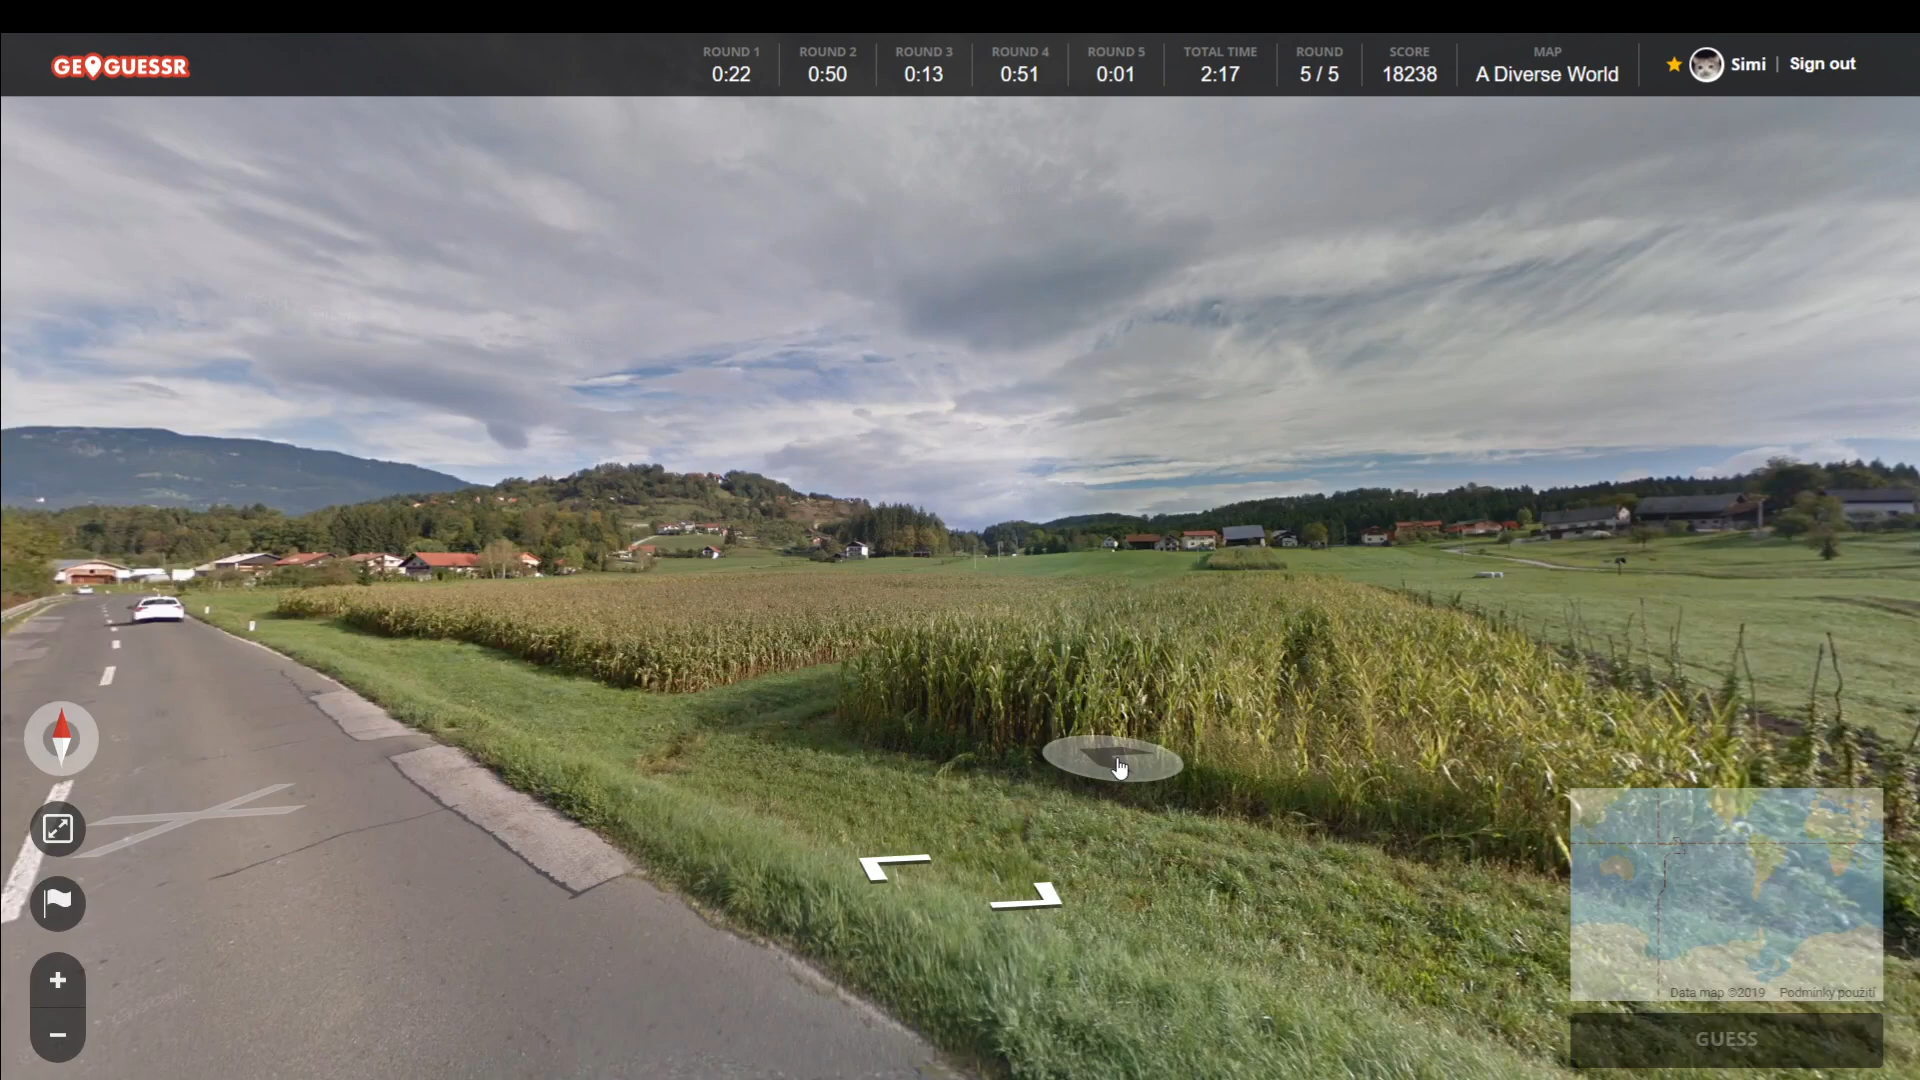 GEOGUESSR
ROUND 1
0:22
ROUND 2
0:50
ROUND 3
0:13
ROUND 4
0:51
ROUND 5
0:01
TOTAL TIME
2:17
ROUND
5 / 5
SCORE
18238
MAP
A Diverse World
Simi | Sign out
Data map ©2019 Podmínky použití
GUESS